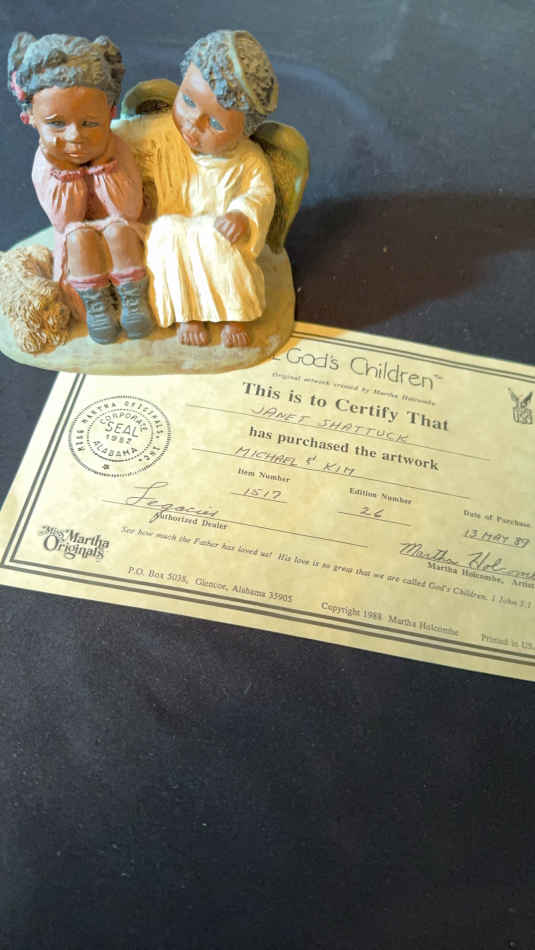 God's Children™
Original artwork created by Martha Holcombe
This is to Certify That
JANET SHATTUCK
has purchased the artwork
MICHAEL & KIM
Item Number
1517
Edition Number
26
Date of Purchase
13 MAY 89
Legacies
Authorized Dealer
Martha Holcombe
Martha Holcombe, Artist
MISS MARTHA ORIGINALS, INC.
CORPORATE
SEAL
1982
ALABAMA
Miss Martha
Originals
See how much the Father has loved us! His love is so great that we are called God's Children. 1 John 3:1
P.O. Box 5038, Glencoe, Alabama 35905
Copyright 1988 Martha Holcombe
Printed in US